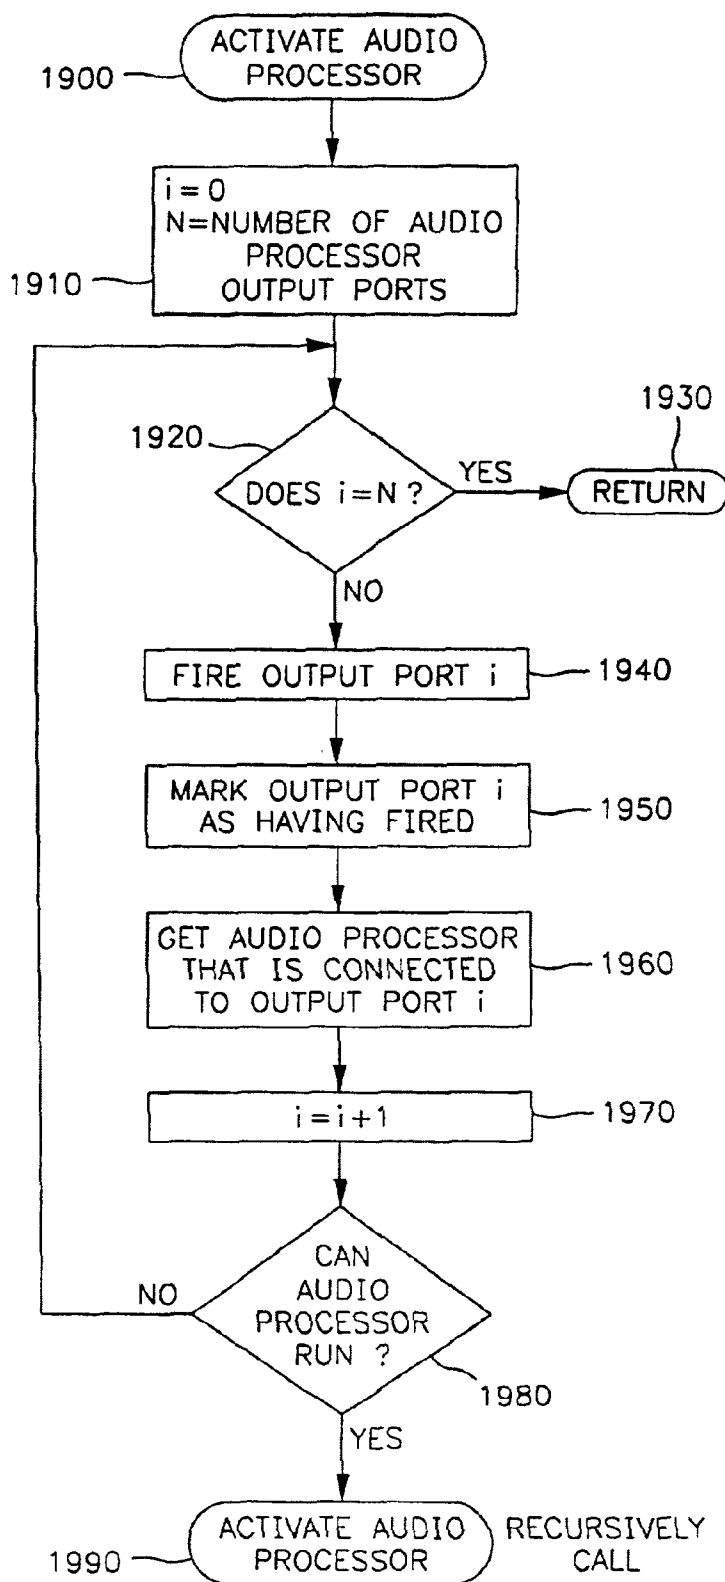 ACTIVATE AUDIO
PROCESSOR
1900
i=0
N=NUMBER OF AUDIO
PROCESSOR
OUTPUT PORTS
1910
1920
DOES i=N ?
YES
1930
RETURN
NO
FIRE OUTPUT PORT i
1940
MARK OUTPUT PORT i
AS HAVING FIRED
1950
GET AUDIO PROCESSOR
THAT IS CONNECTED
TO OUTPUT PORT i
1960
i=i+1
1970
CAN
AUDIO
PROCESSOR
RUN ?
NO
1980
YES
ACTIVATE AUDIO
PROCESSOR
1990
RECURSIVELY
CALL